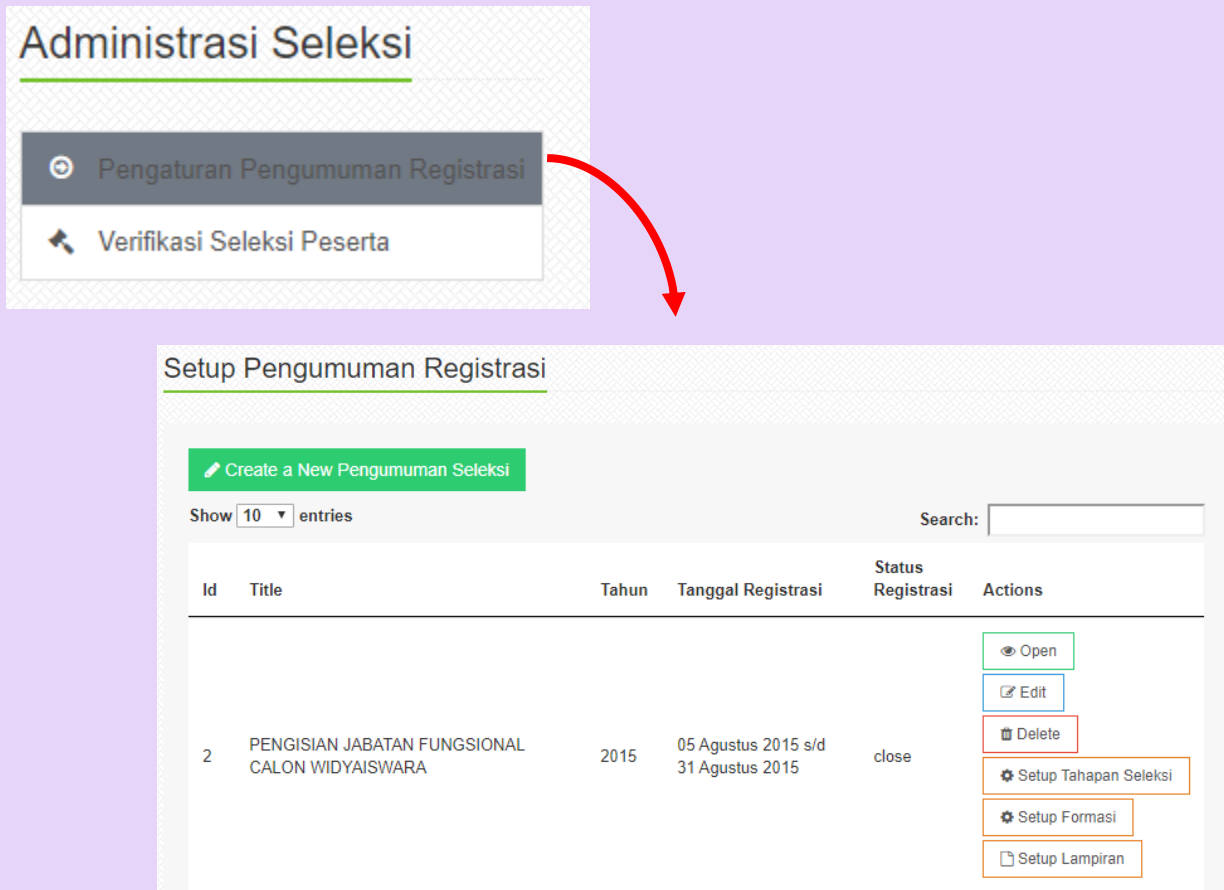 Administrasi Seleksi
Pengaturan Pengumuman Registrasi
Verifikasi Seleksi Peserta
Setup Pengumuman Registrasi
Create a New Pengumuman Seleksi
Show 10 entries
Search:
Id Title Tahun Tanggal Registrasi Status Registrasi Actions
2
PENGISIAN JABATAN FUNGSIONAL
CALON WIDYAISWARA
2015
05 Agustus 2015 s/d
31 Agustus 2015
close
Open
Edit
Delete
Setup Tahapan Seleksi
Setup Formasi
Setup Lampiran